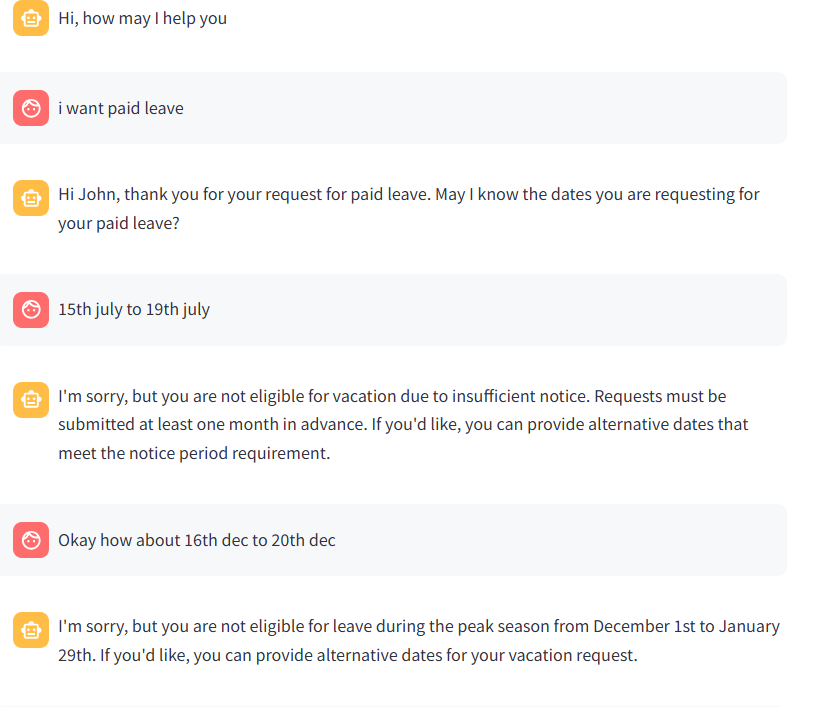 Hi, how may I help you
i want paid leave
Hi John, thank you for your request for paid leave. May I know the dates you are requesting for
your paid leave?
15th july to 19th july
I'm sorry, but you are not eligible for vacation due to insufficient notice. Requests must be
submitted at least one month in advance. If you'd like, you can provide alternative dates that
meet the notice period requirement.
Okay how about 16th dec to 20th dec
I'm sorry, but you are not eligible for leave during the peak season from December 1st to January
29th. If you'd like, you can provide alternative dates for your vacation request.